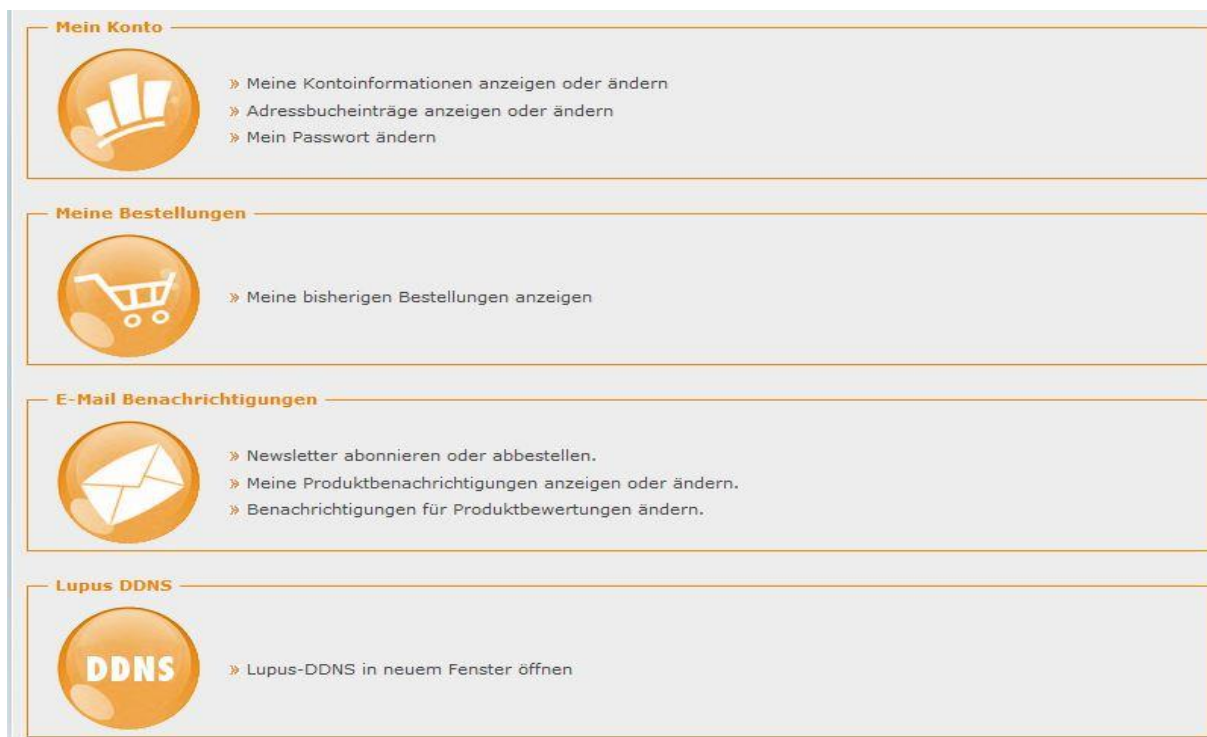 Mein Konto
» Meine Kontoinformationen anzeigen oder ändern
» Adressbucheinträge anzeigen oder ändern
» Mein Passwort ändern
Meine Bestellungen
» Meine bisherigen Bestellungen anzeigen
E-Mail Benachrichtigungen
» Newsletter abonnieren oder abbestellen.
» Meine Produktbenachrichtigungen anzeigen oder ändern.
» Benachrichtigungen für Produktbewertungen ändern.
Lupus DDNS
DDNS
» Lupus-DDNS in neuem Fenster öffnen